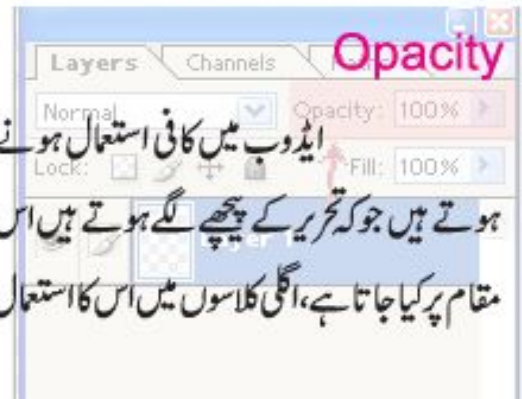 Opacity
Layers Channels
Normal Opacity: 100%
ایڈوب میں کافی استعمال ہونے
Lock: Fill: 100%
ہوتے ہیں جو کہ تحریر کے پیچھے لگے ہوتے ہیں اس
Layer 1
مقام پر کیا جاتا ہے، اگلی کلاسوں میں اس کا استعمال